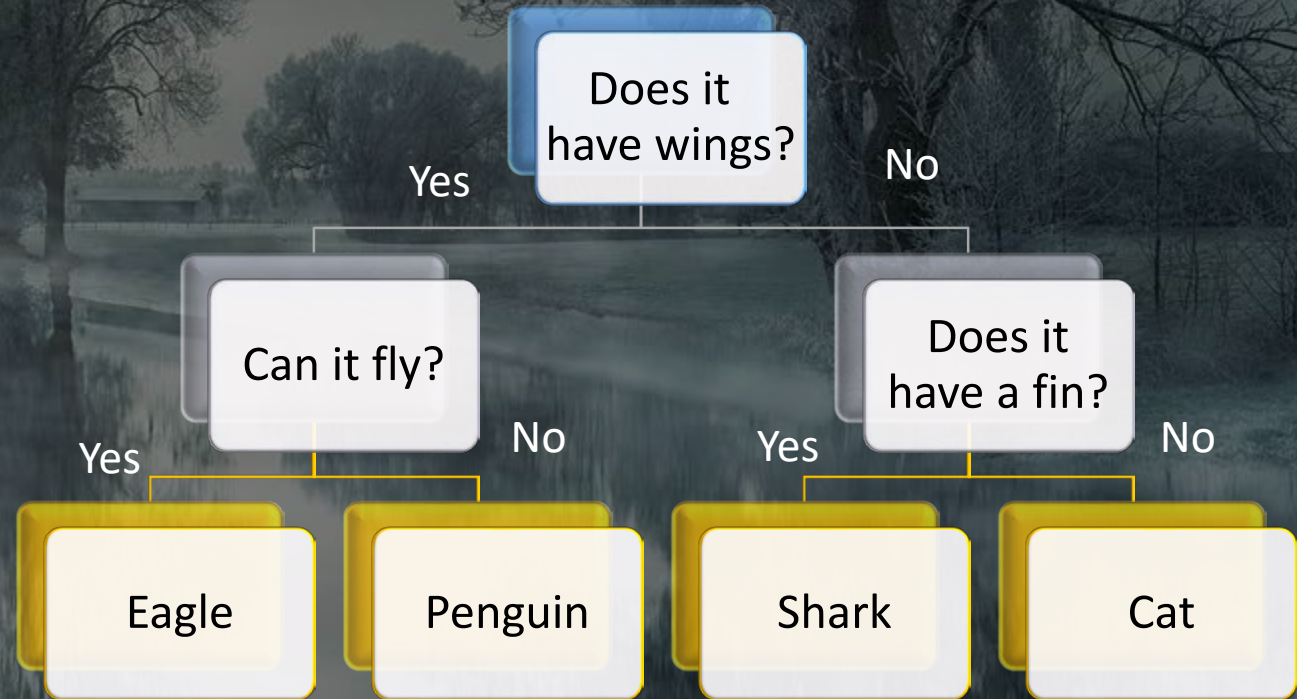 Does it
have wings?
Yes
No
Can it fly?
Does it
have a fin?
Yes
No
Yes
No
Eagle
Penguin
Shark
Cat